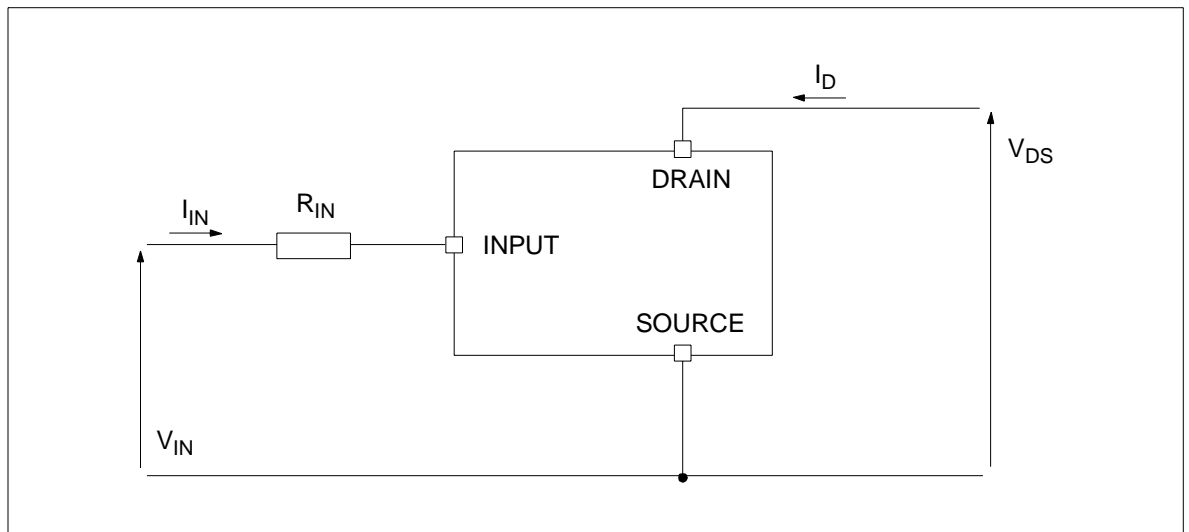 I_D
V_DS
DRAIN
I_IN
R_IN
INPUT
SOURCE
V_IN